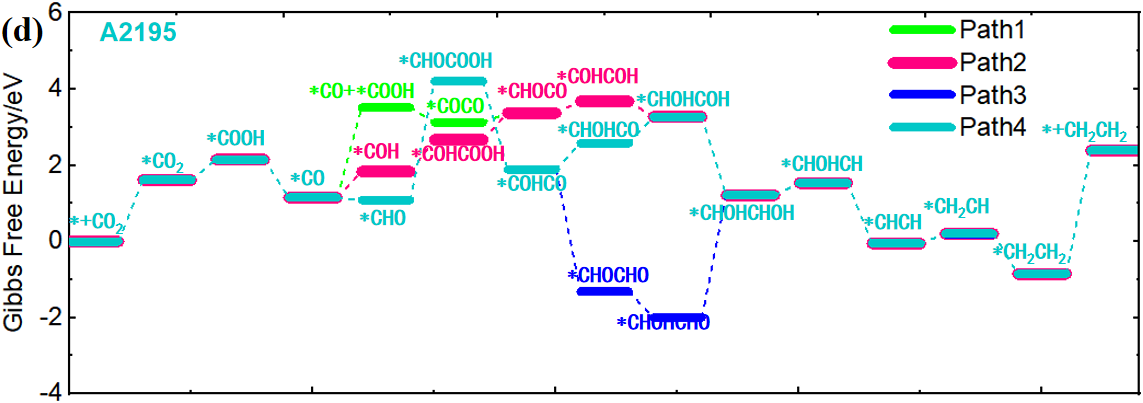 (d)
A2195
Gibbs Free Energy/eV
6
4
2
0
-2
-4
Path1
Path2
Path3
Path4
*+CO₂
*CO₂
*COOH
*CO
*CO+*COOH
*COH
*CHO
*CHOCOOH
*COCO
*COHCOOH
*CHOCO
*COHCO
*COHCOH
*CHOHCO
*CHOCHO
*CHOHCOH
*CHOHCHO
*CHOHCHOH
*CHOHCH
*CHCH
*CH₂CH
*CH₂CH₂
*+CH₂CH₂